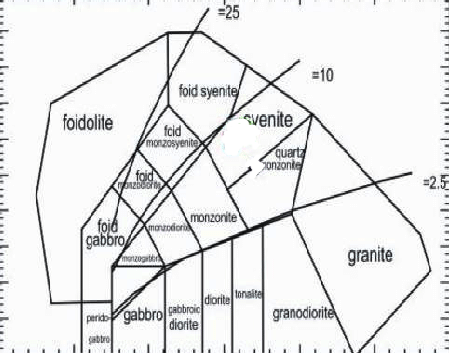 =25
=10
foid syenite
foidolite
syenite
foid
monzosyenite
quartz
monzonite
foid
monzodiorite
=2.5
monzonite
foid
gabbro
monzodiorite
monzogabbro
granite
perido-
gabbro
gabbro
gabbroic
diorite
diorite
tonalite
granodiorite